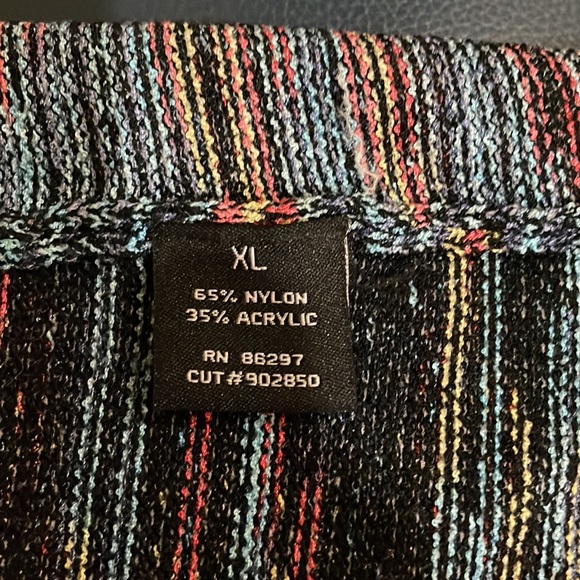 XL
65% NYLON
35% ACRYLIC
RN 86297
CUT#902850